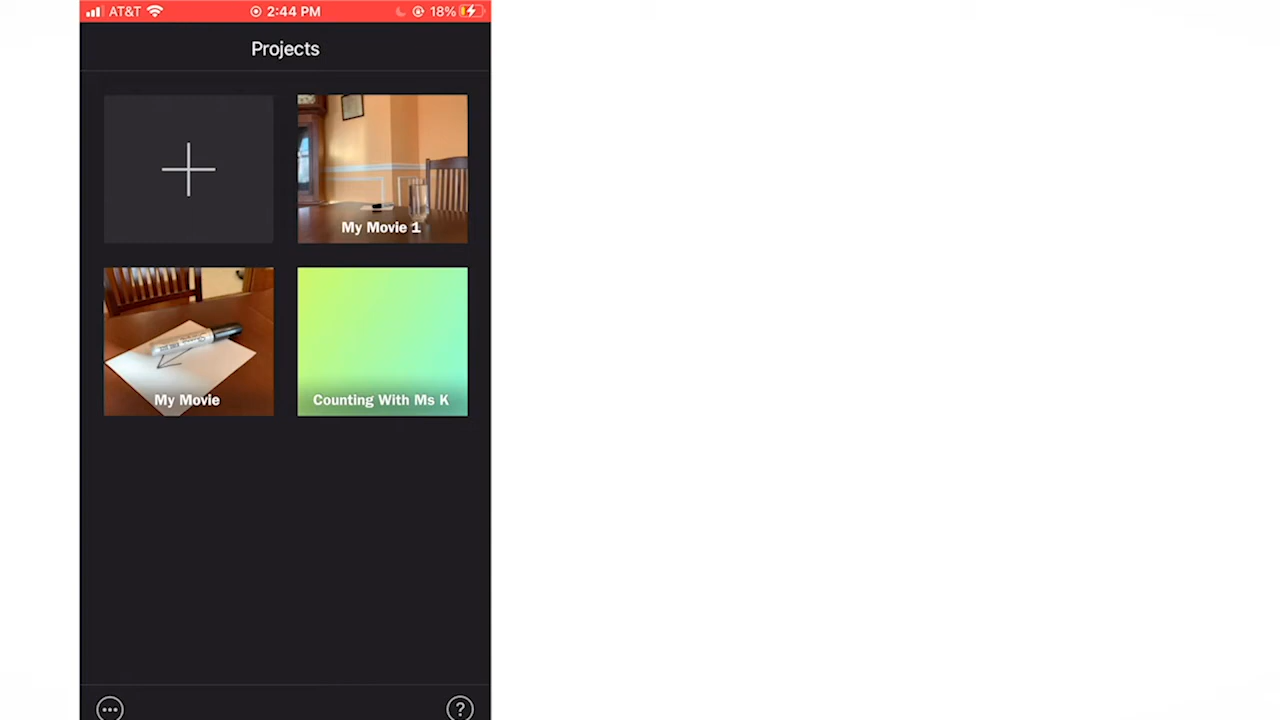 AT&T 2:44 PM 18%
Projects
My Movie 1
My Movie
Counting With Ms K
?